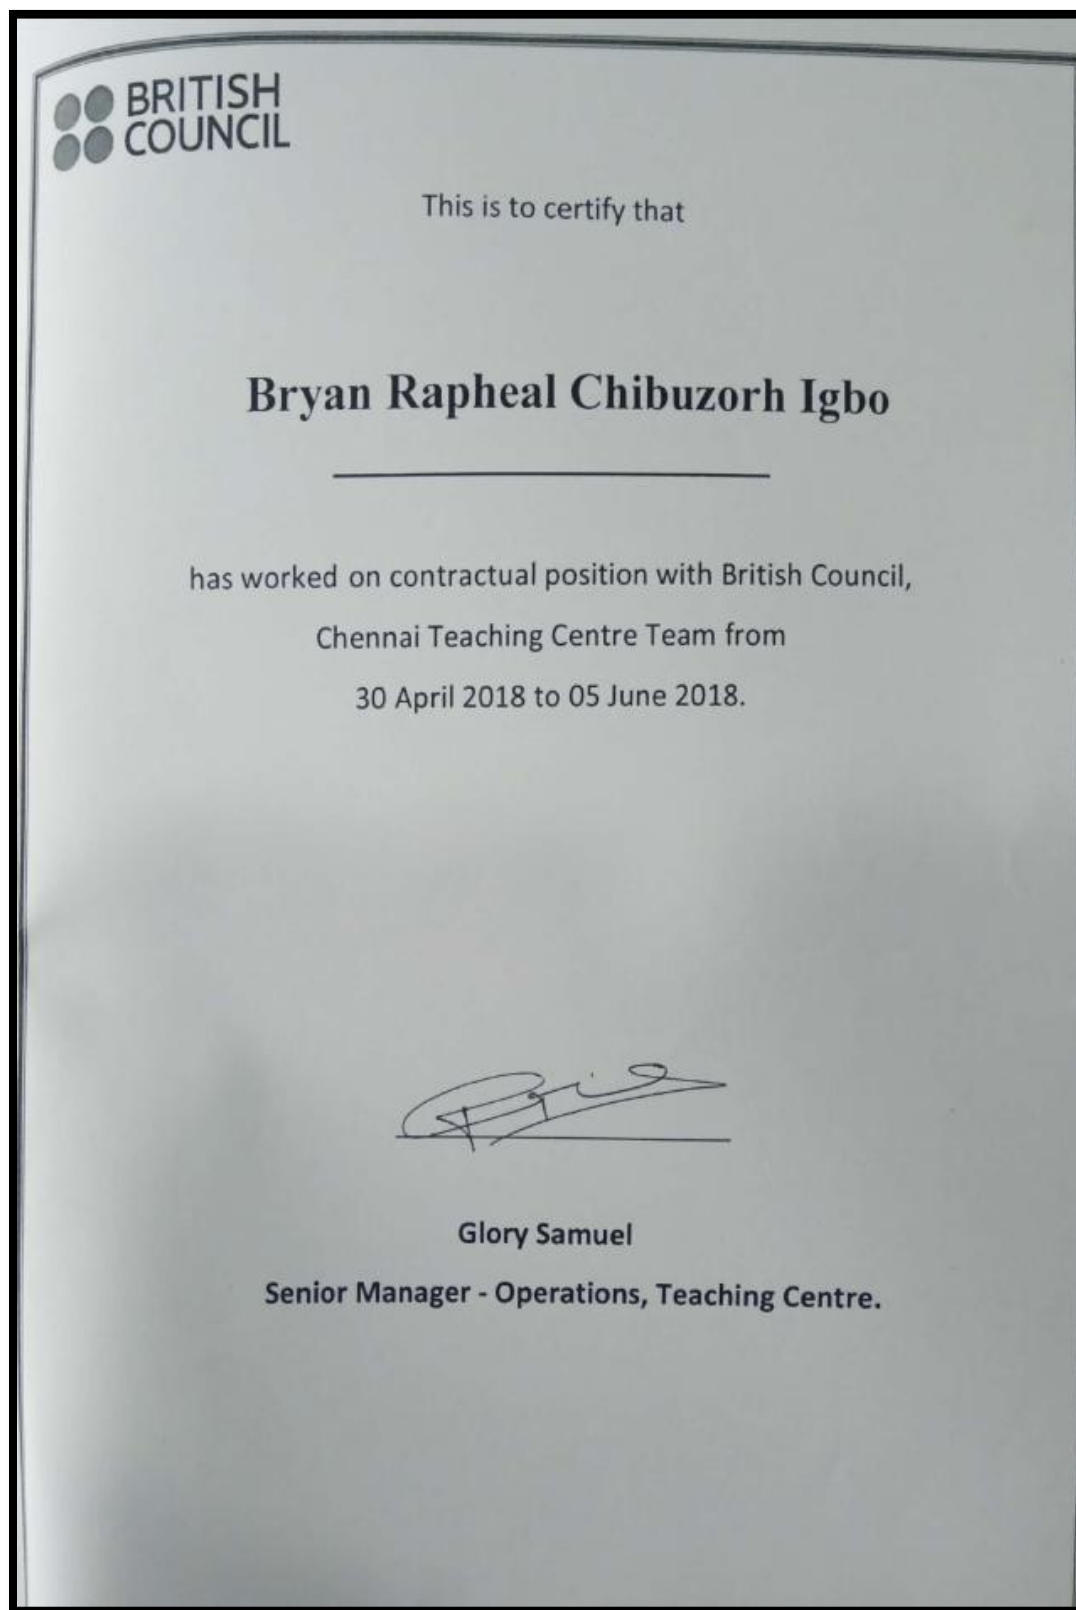 BRITISH
COUNCIL
This is to certify that
Bryan Rapheal Chibuzorh Igbo
has worked on contractual position with British Council,
Chennai Teaching Centre Team from
30 April 2018 to 05 June 2018.
Glory Samuel
Senior Manager - Operations, Teaching Centre.